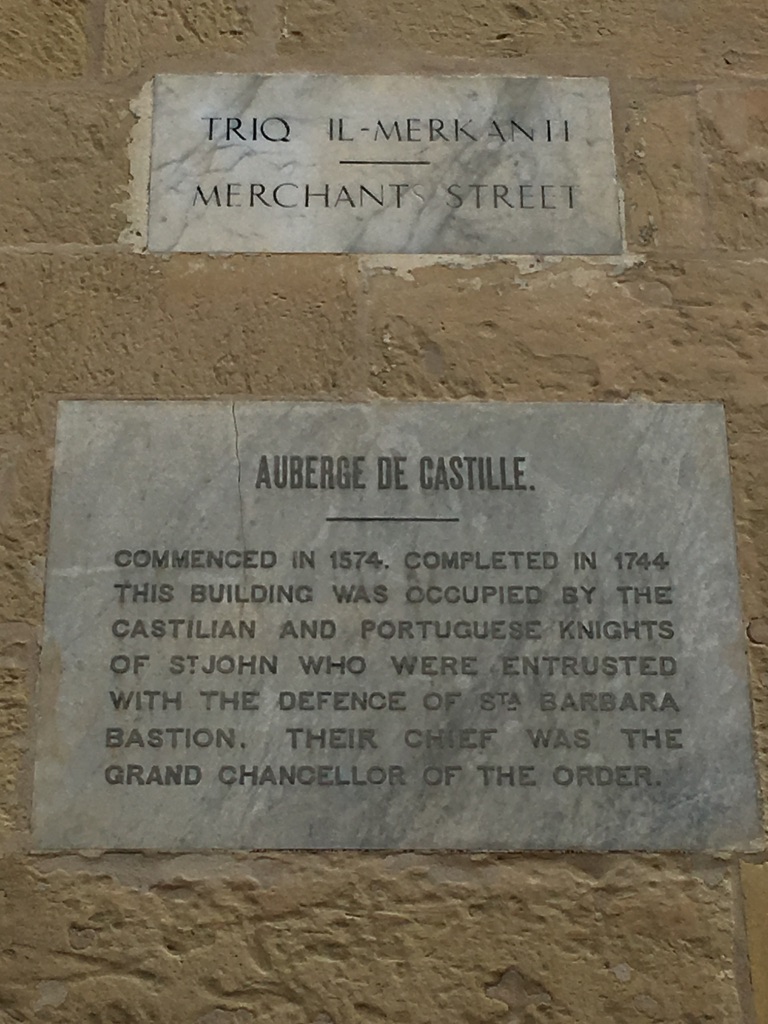 TRIQ IL-MERKANTI
MERCHANTS STREET
AUBERGE DE CASTILLE.
COMMENCED IN 1574. COMPLETED IN 1744
THIS BUILDING WAS OCCUPIED BY THE
CASTILIAN AND PORTUGUESE KNIGHTS
OF ST JOHN WHO WERE ENTRUSTED
WITH THE DEFENCE OF STA BARBARA
BASTION. THEIR CHIEF WAS THE
GRAND CHANCELLOR OF THE ORDER.